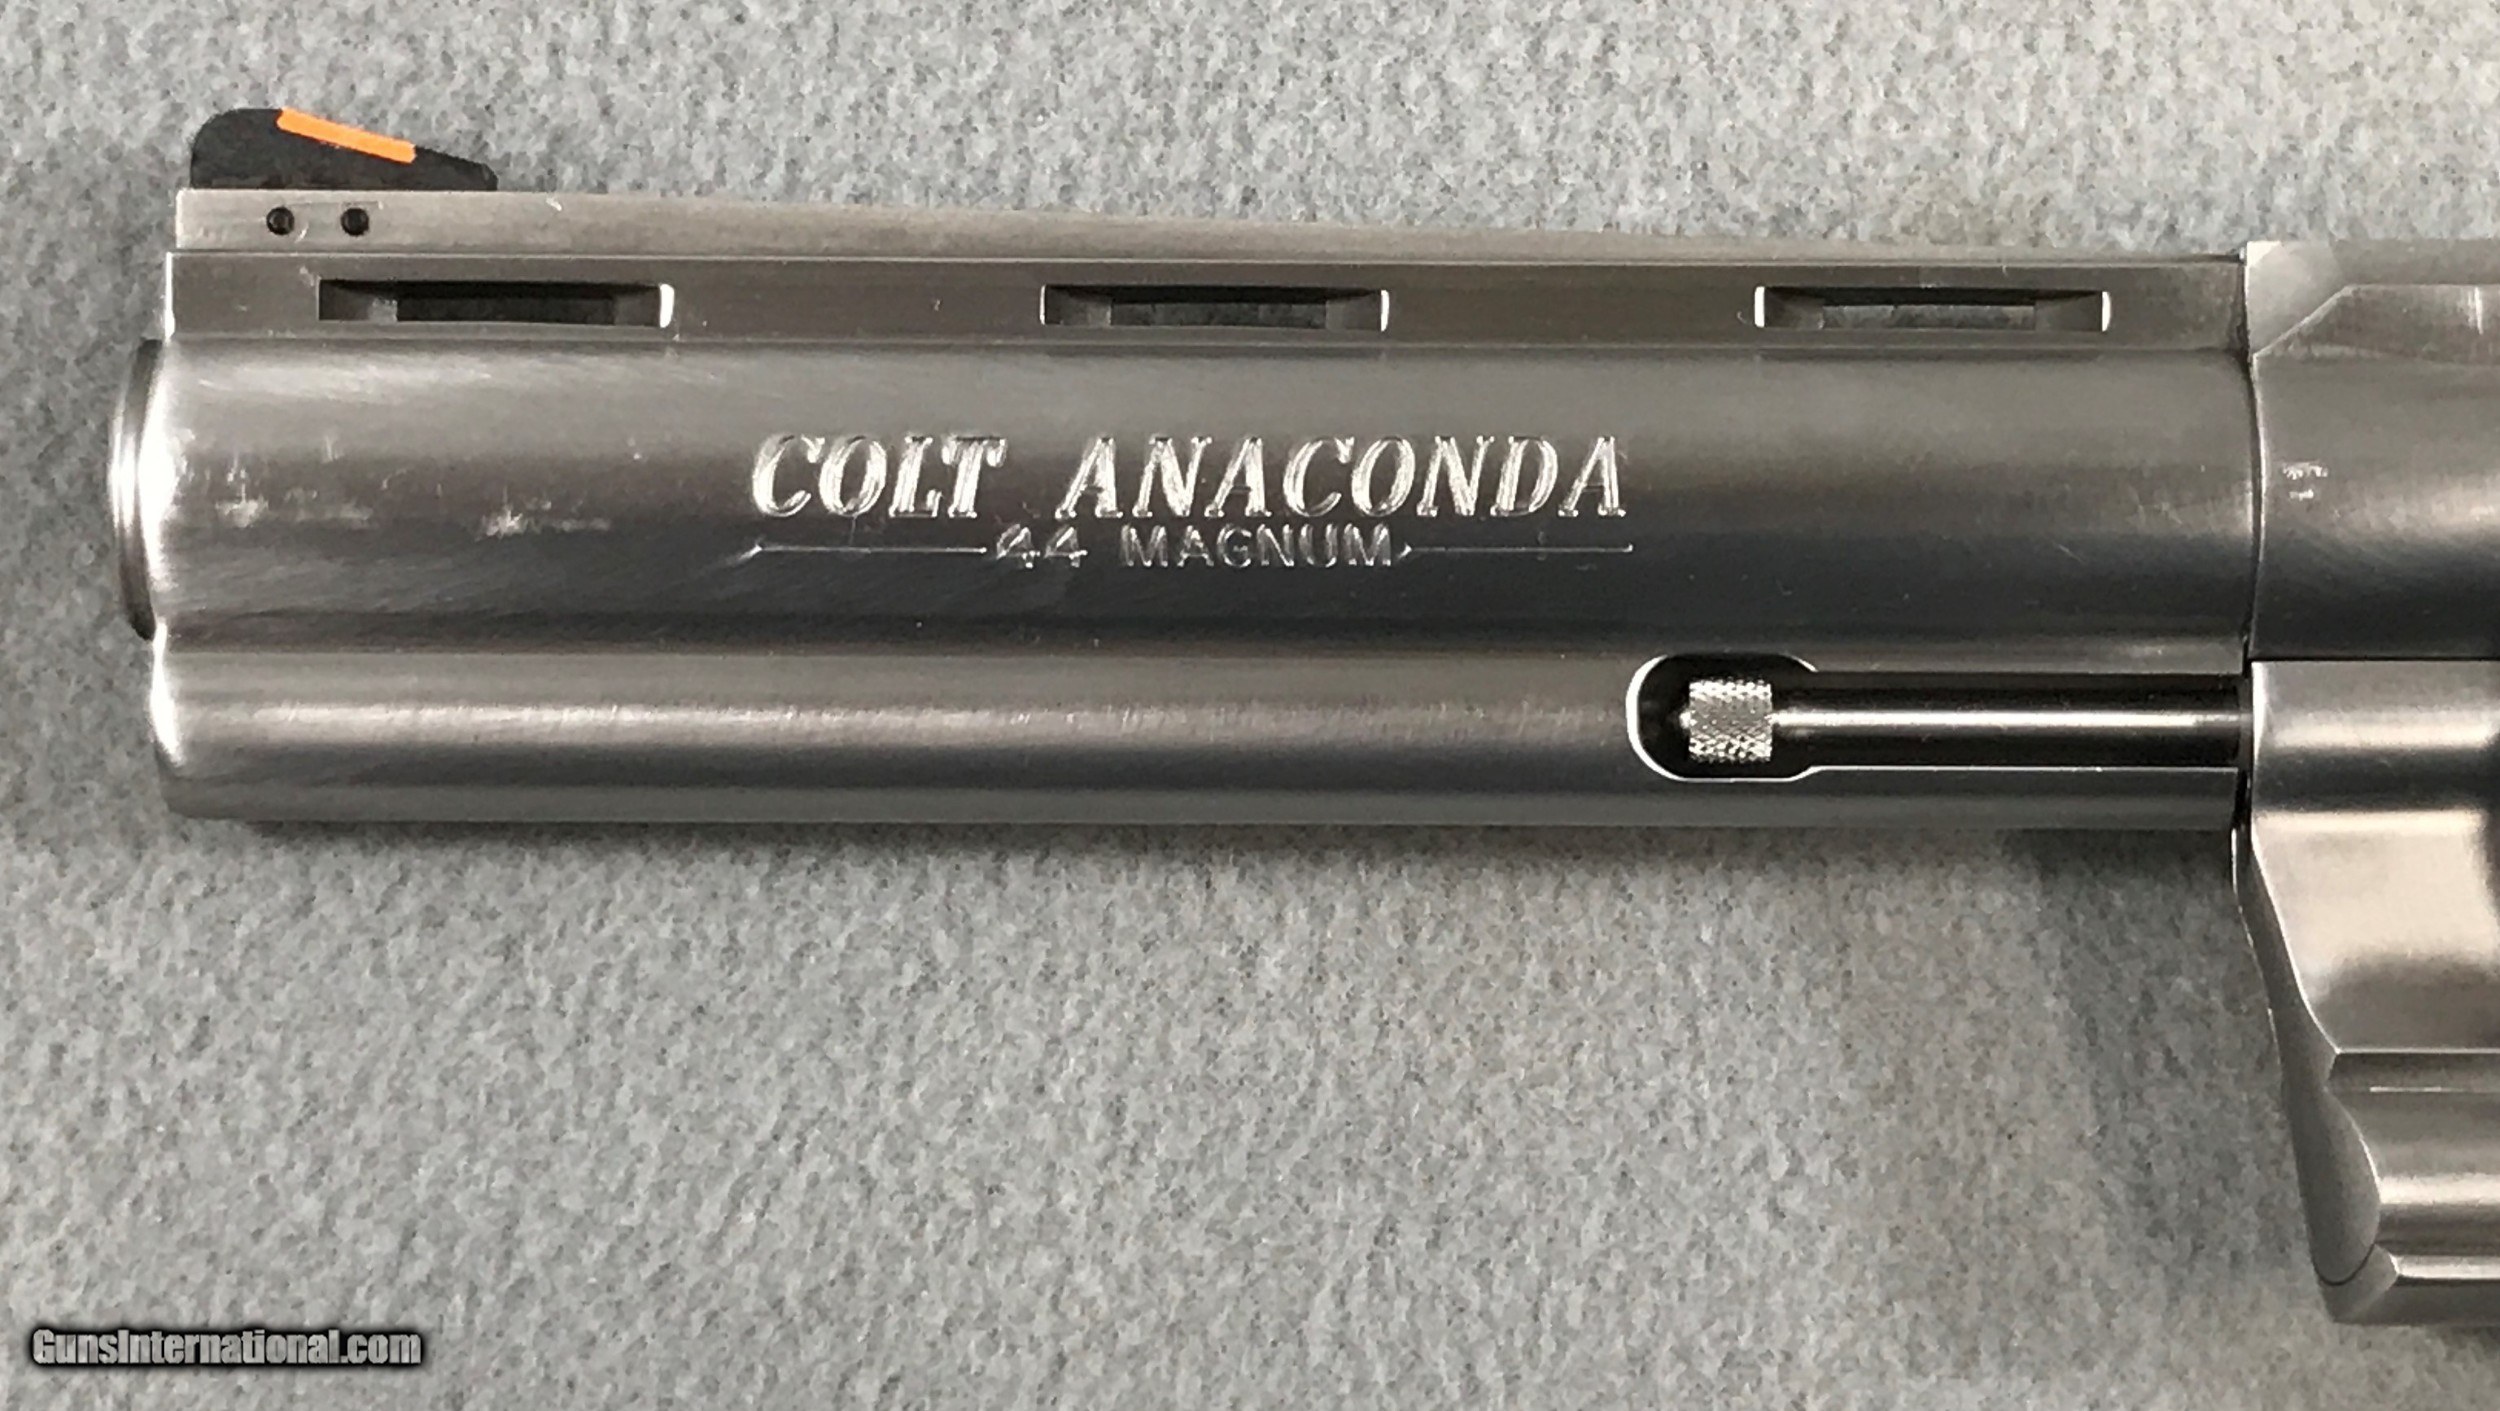 COLT ANACONDA
44 MAGNUM
GunsInternational.com